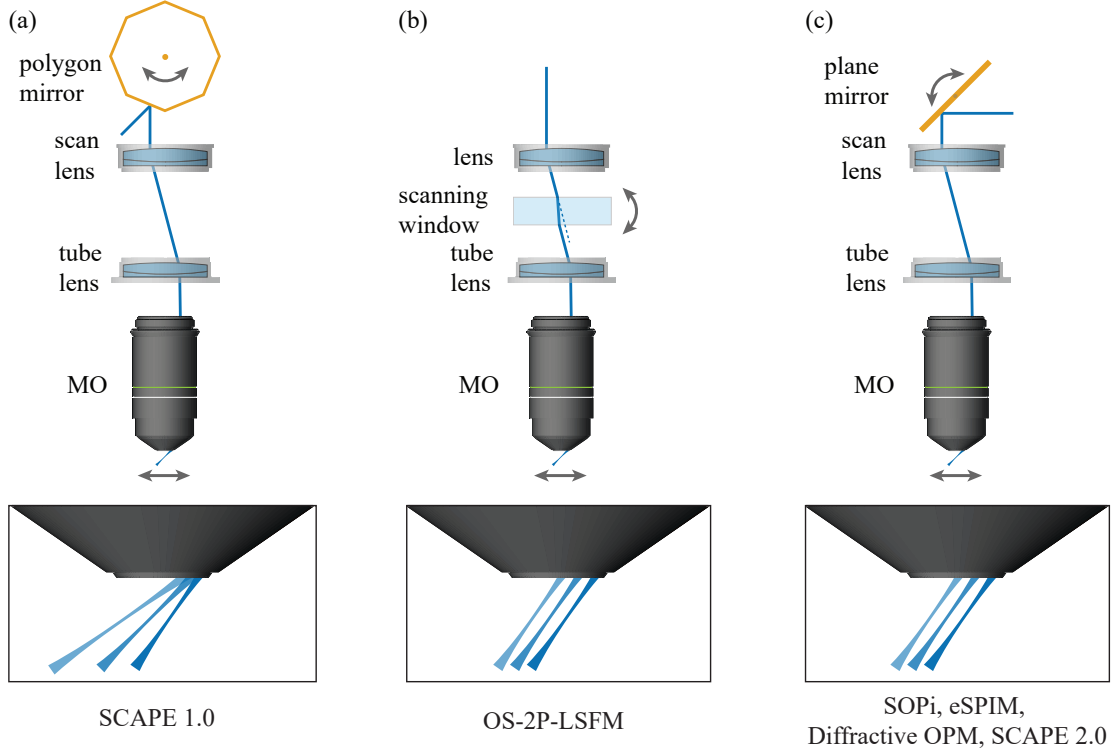 (a)
polygon
mirror
scan
lens
tube
lens
MO
SCAPE 1.0
(b)
lens
scanning
window
tube
lens
MO
OS-2P-LSFM
(c)
plane
mirror
scan
lens
tube
lens
MO
SOPi, eSPIM,
Diffractive OPM, SCAPE 2.0